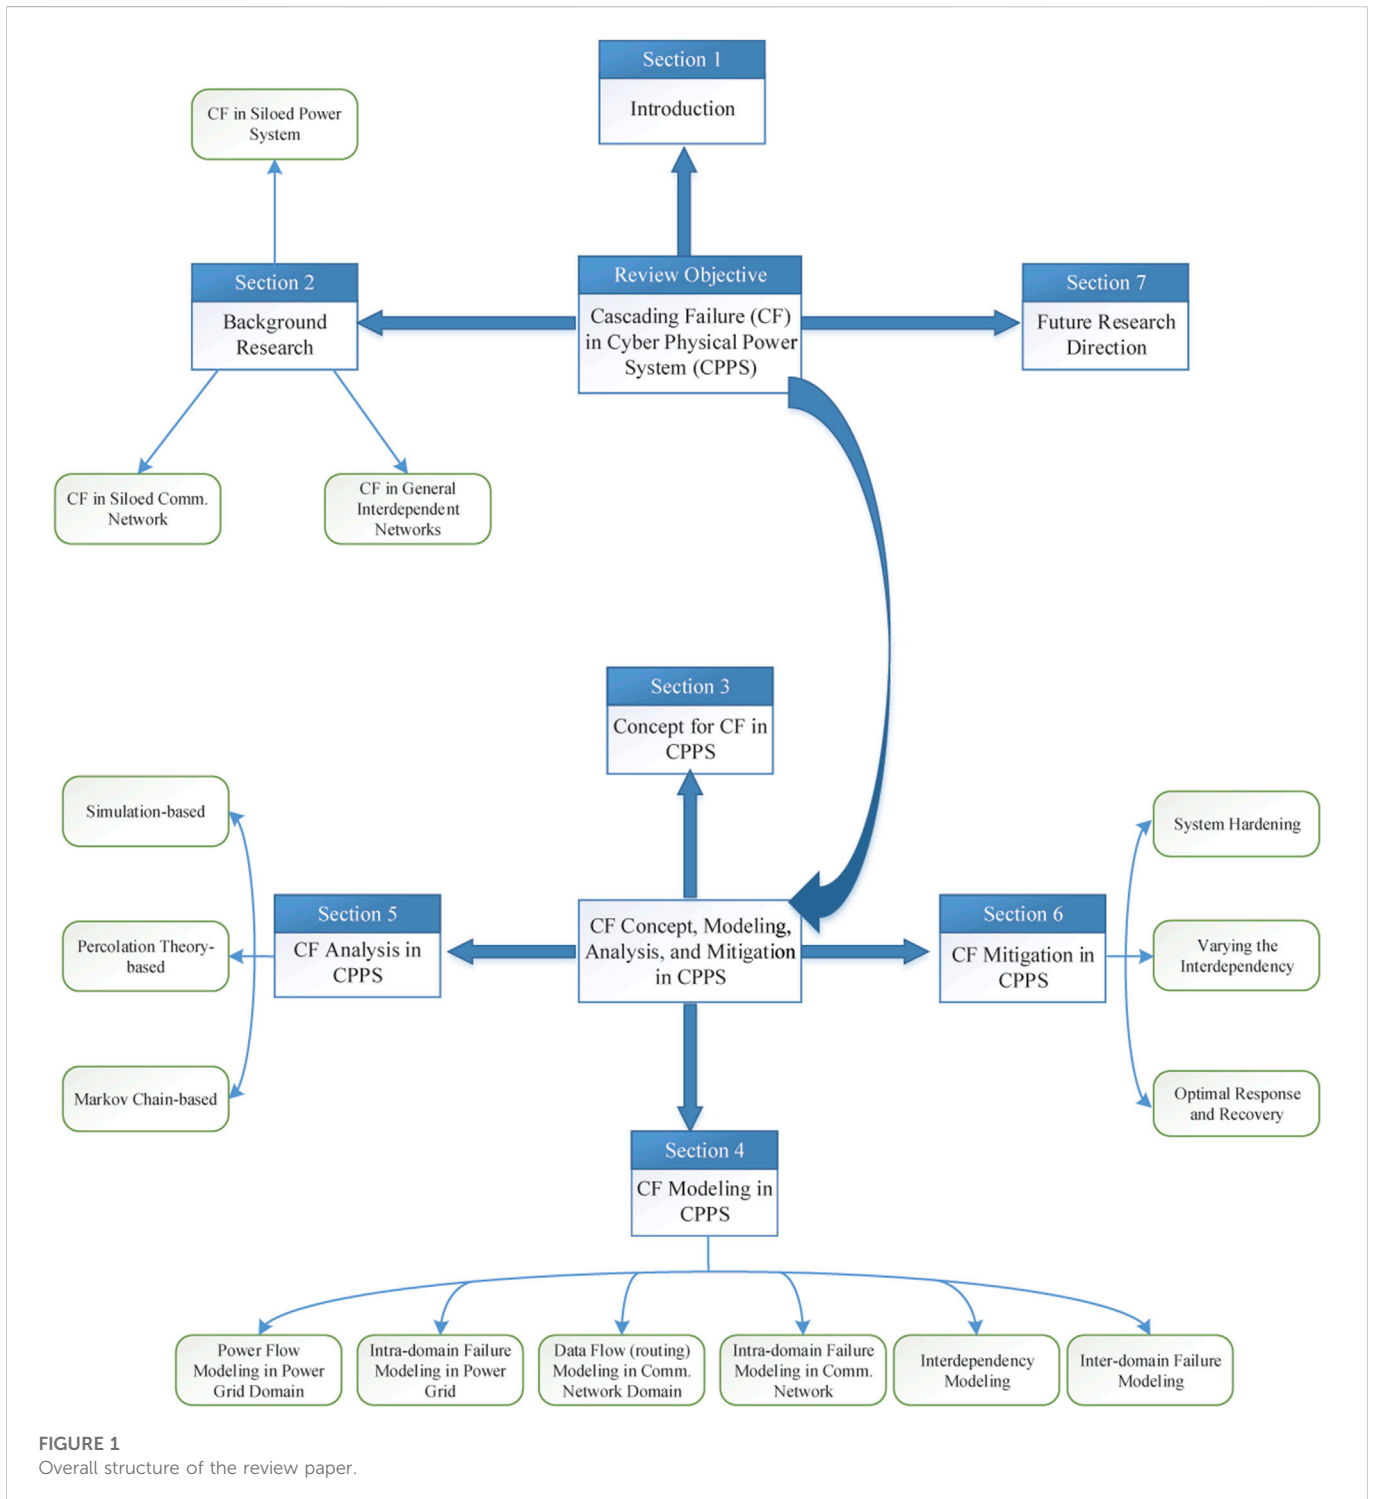 Section 1
Introduction
CF in Siloed Power
System
Section 2
Background
Research
Review Objective
Cascading Failure (CF)
in Cyber Physical Power
System (CPPS)
Section 7
Future Research
Direction
CF in Siloed Comm.
Network
CF in General
Interdependent
Networks
Section 3
Concept for CF in
CPPS
Simulation-based
Percolation Theory-
based
Markov Chain-based
Section 5
CF Analysis in
CPPS
CF Concept, Modeling,
Analysis, and Mitigation
in CPPS
Section 6
CF Mitigation in
CPPS
System Hardening
Varying the
Interdependency
Optimal Response
and Recovery
Section 4
CF Modeling in
CPPS
Power Flow
Modeling in Power
Grid Domain
Intra-domain Failure
Modeling in Power
Grid
Data Flow (routing)
Modeling in Comm.
Network Domain
Intra-domain Failure
Modeling in Comm.
Network
Interdependency
Modeling
Inter-domain Failure
Modeling
FIGURE 1
Overall structure of the review paper.